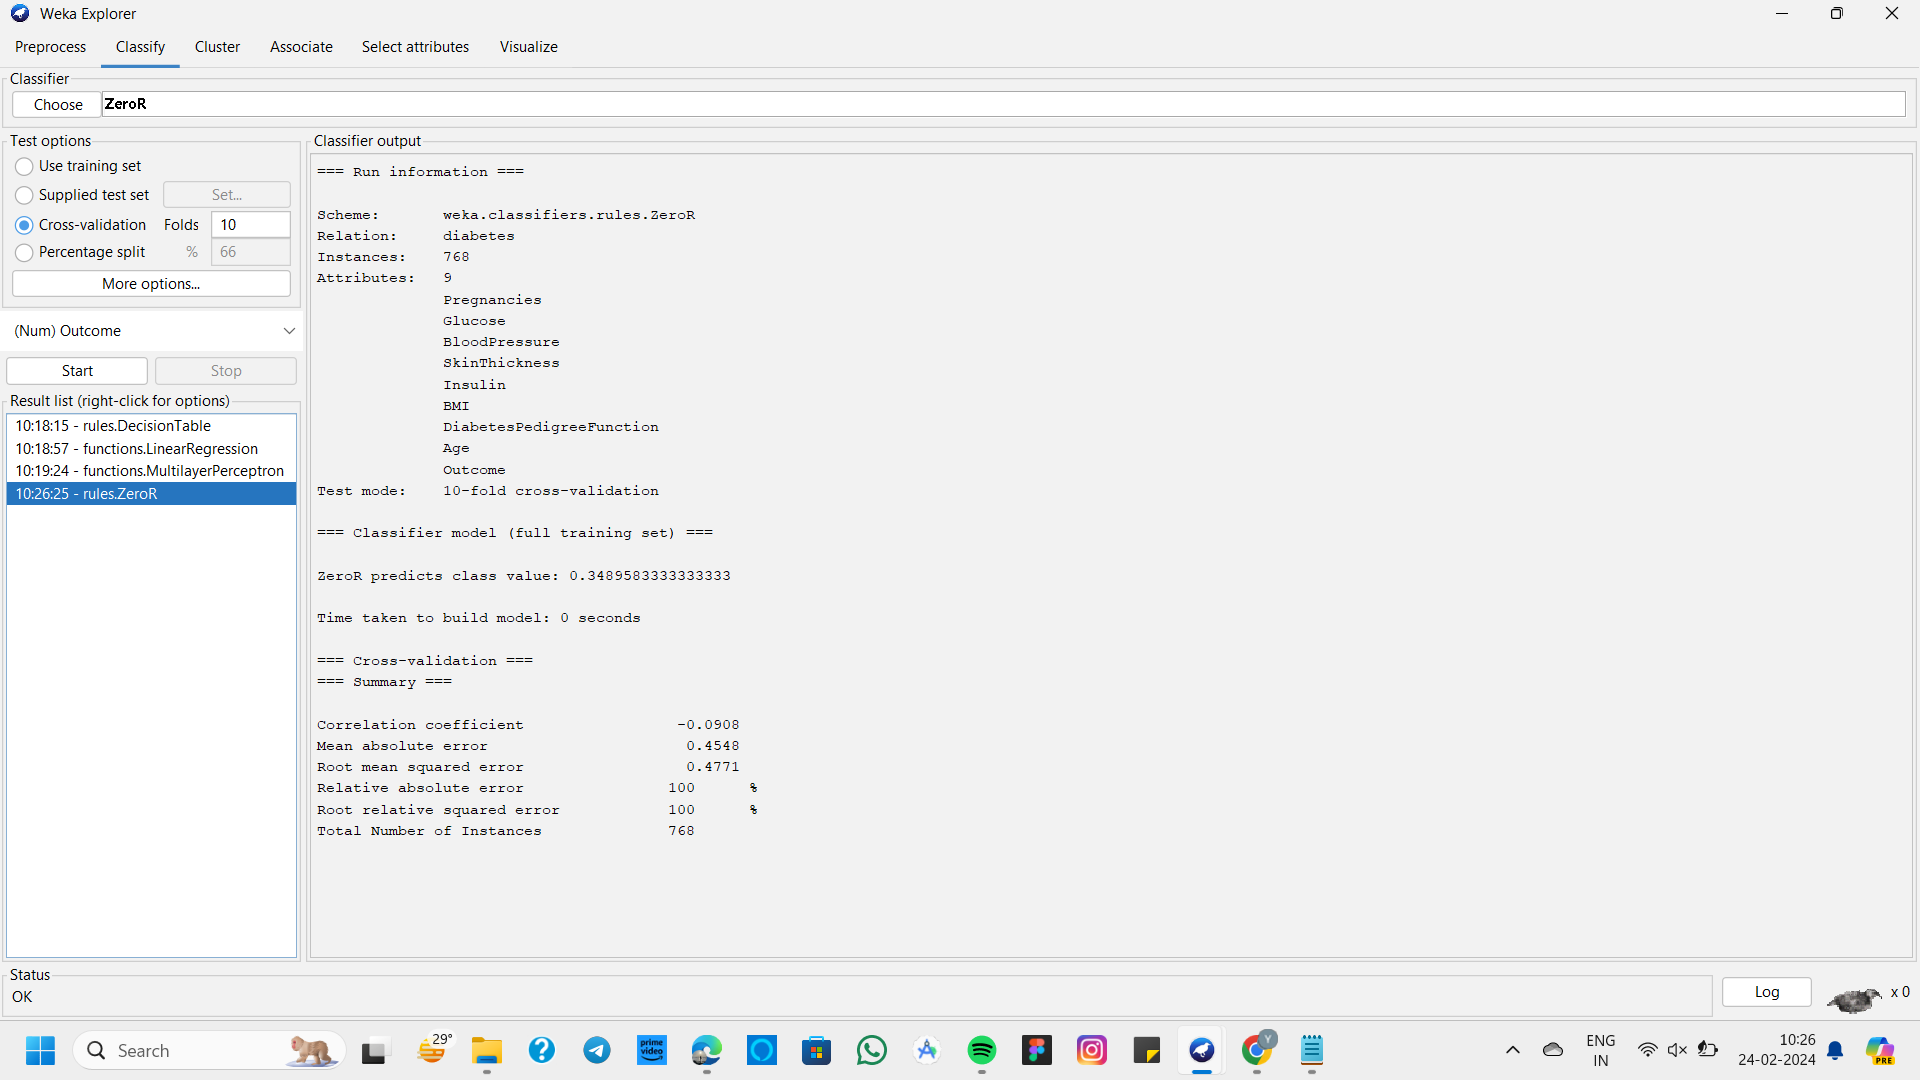 Weka Explorer
Preprocess Classify Cluster Associate Select attributes Visualize
Classifier
Choose ZeroR
Test options
Use training set
Supplied test set Set...
Cross-validation Folds 10
Percentage split % 66
More options...
(Num) Outcome
Start Stop
Result list (right-click for options)
10:18:15 - rules.DecisionTable
10:18:57 - functions.LinearRegression
10:19:24 - functions.MultilayerPerceptron
10:26:25 - rules.ZeroR
Classifier output
=== Run information ===
Scheme: weka.classifiers.rules.ZeroR
Relation: diabetes
Instances: 768
Attributes: 9
Pregnancies
Glucose
BloodPressure
SkinThickness
Insulin
BMI
DiabetesPedigreeFunction
Age
Outcome
Test mode: 10-fold cross-validation
=== Classifier model (full training set) ===
ZeroR predicts class value: 0.3489583333333333
Time taken to build model: 0 seconds
=== Cross-validation ===
=== Summary ===
Correlation coefficient -0.0908
Mean absolute error 0.4548
Root mean squared error 0.4771
Relative absolute error 100 %
Root relative squared error 100 %
Total Number of Instances 768
Status
OK
Log x 0
Search 29° prime video Y ENG IN 10:26 24-02-2024 PRE